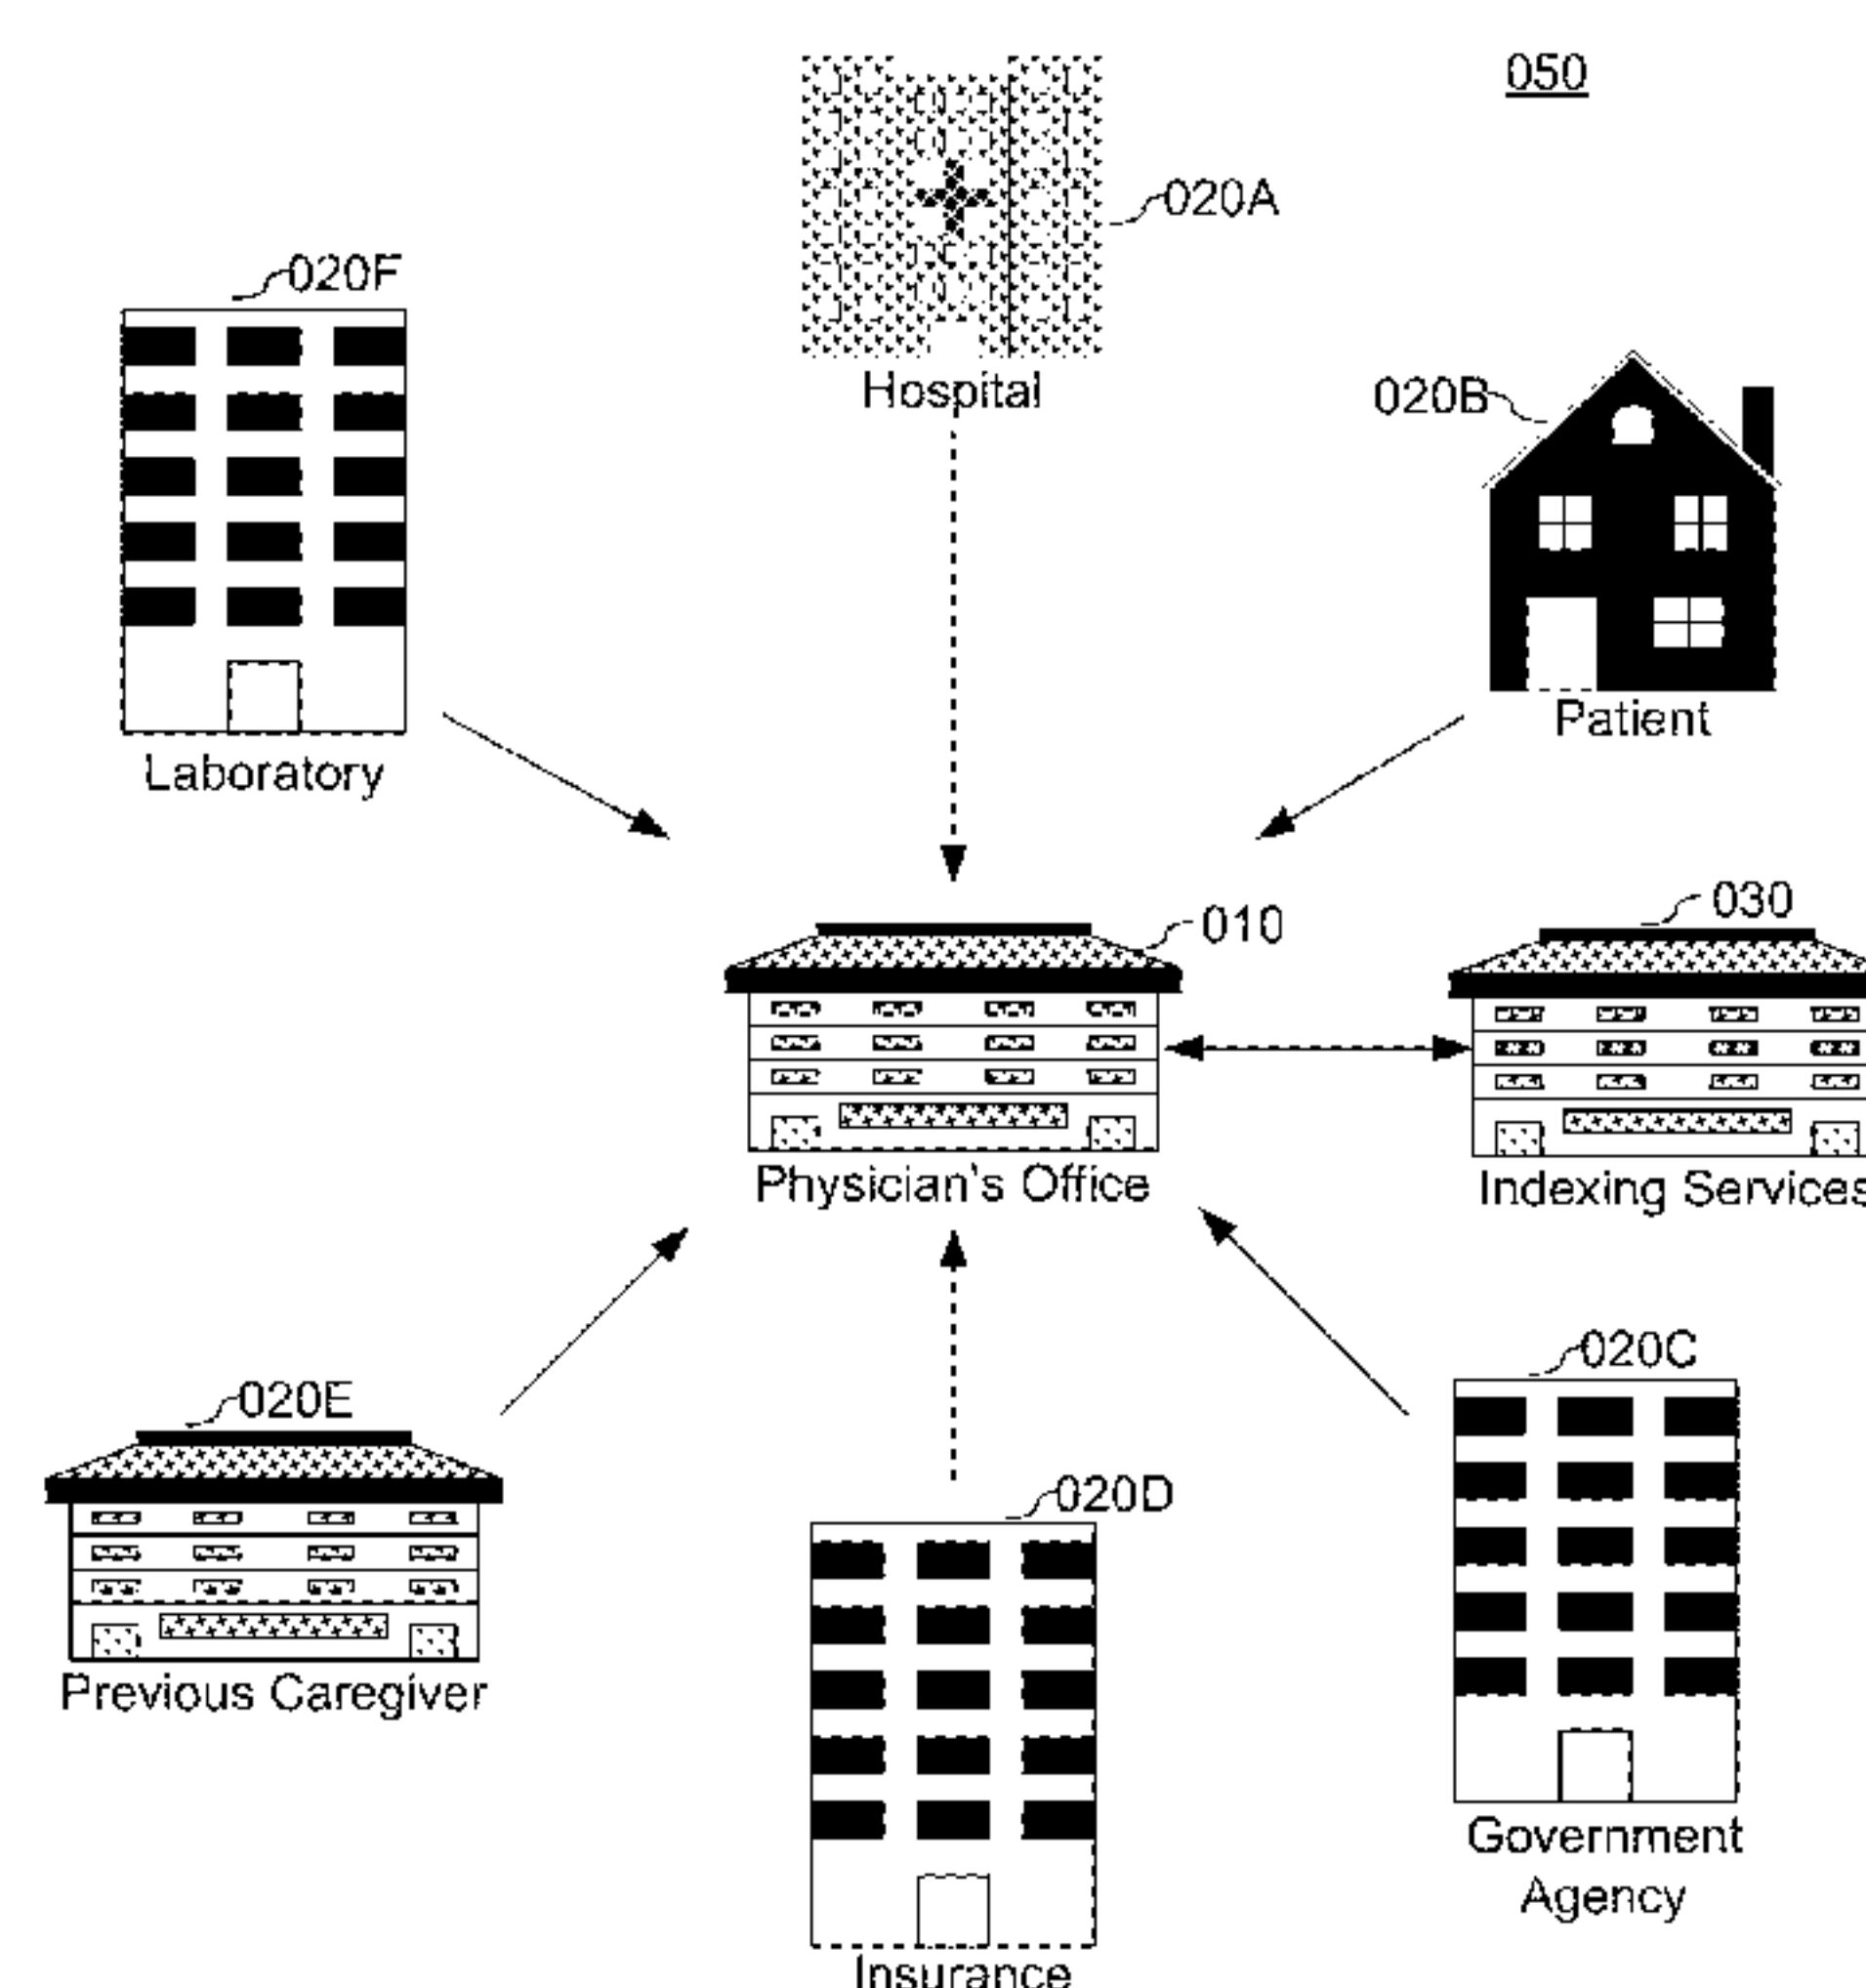 050
020A
020F
Hospital
020B
Patient
Laboratory
030
010
Physician's Office
Indexing Services
020C
020E
020D
Previous Caregiver
Government
Agency
Insurance